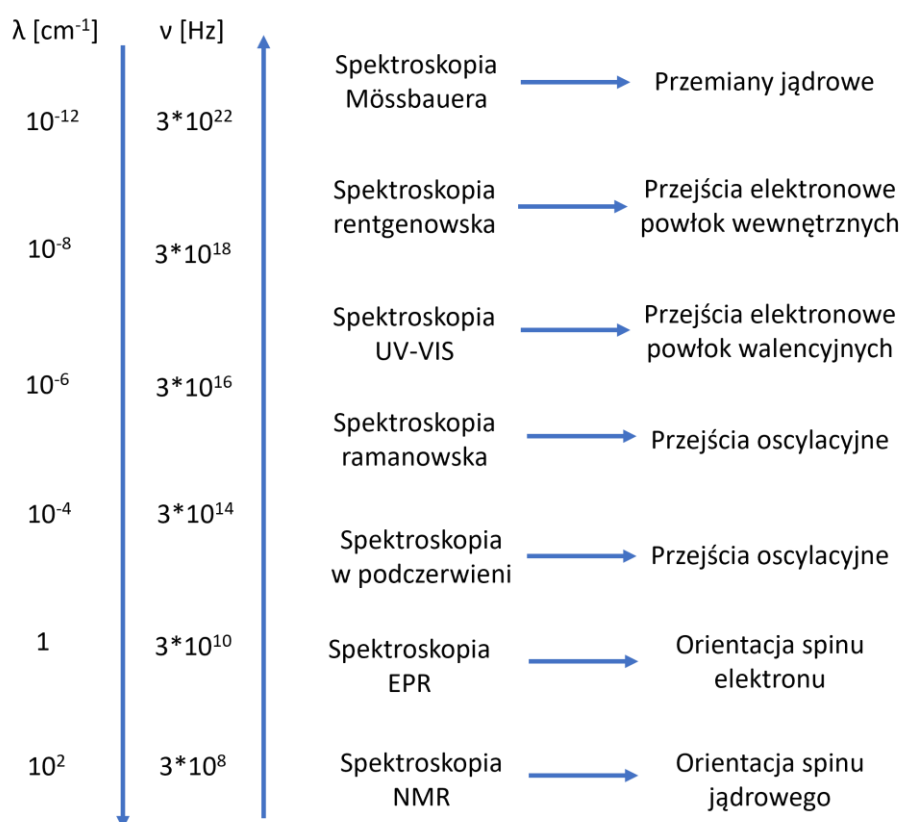 λ [cm⁻¹] ν [Hz]
Spektroskopia
Mössbauera
Przemiany jądrowe
10⁻¹² 3*10²²
Spektroskopia
rentgenowska
Przejścia elektronowe
powłok wewnętrznych
10⁻⁸ 3*10¹⁸
Spektroskopia
UV-VIS
Przejścia elektronowe
powłok walencyjnych
10⁻⁶ 3*10¹⁶
Spektroskopia
ramanowska
Przejścia oscylacyjne
10⁻⁴ 3*10¹⁴
Spektroskopia
w podczerwieni
Przejścia oscylacyjne
1 3*10¹⁰
Spektroskopia
EPR
Orientacja spinu
elektronu
10² 3*10⁸
Spektroskopia
NMR
Orientacja spinu
jądrowego